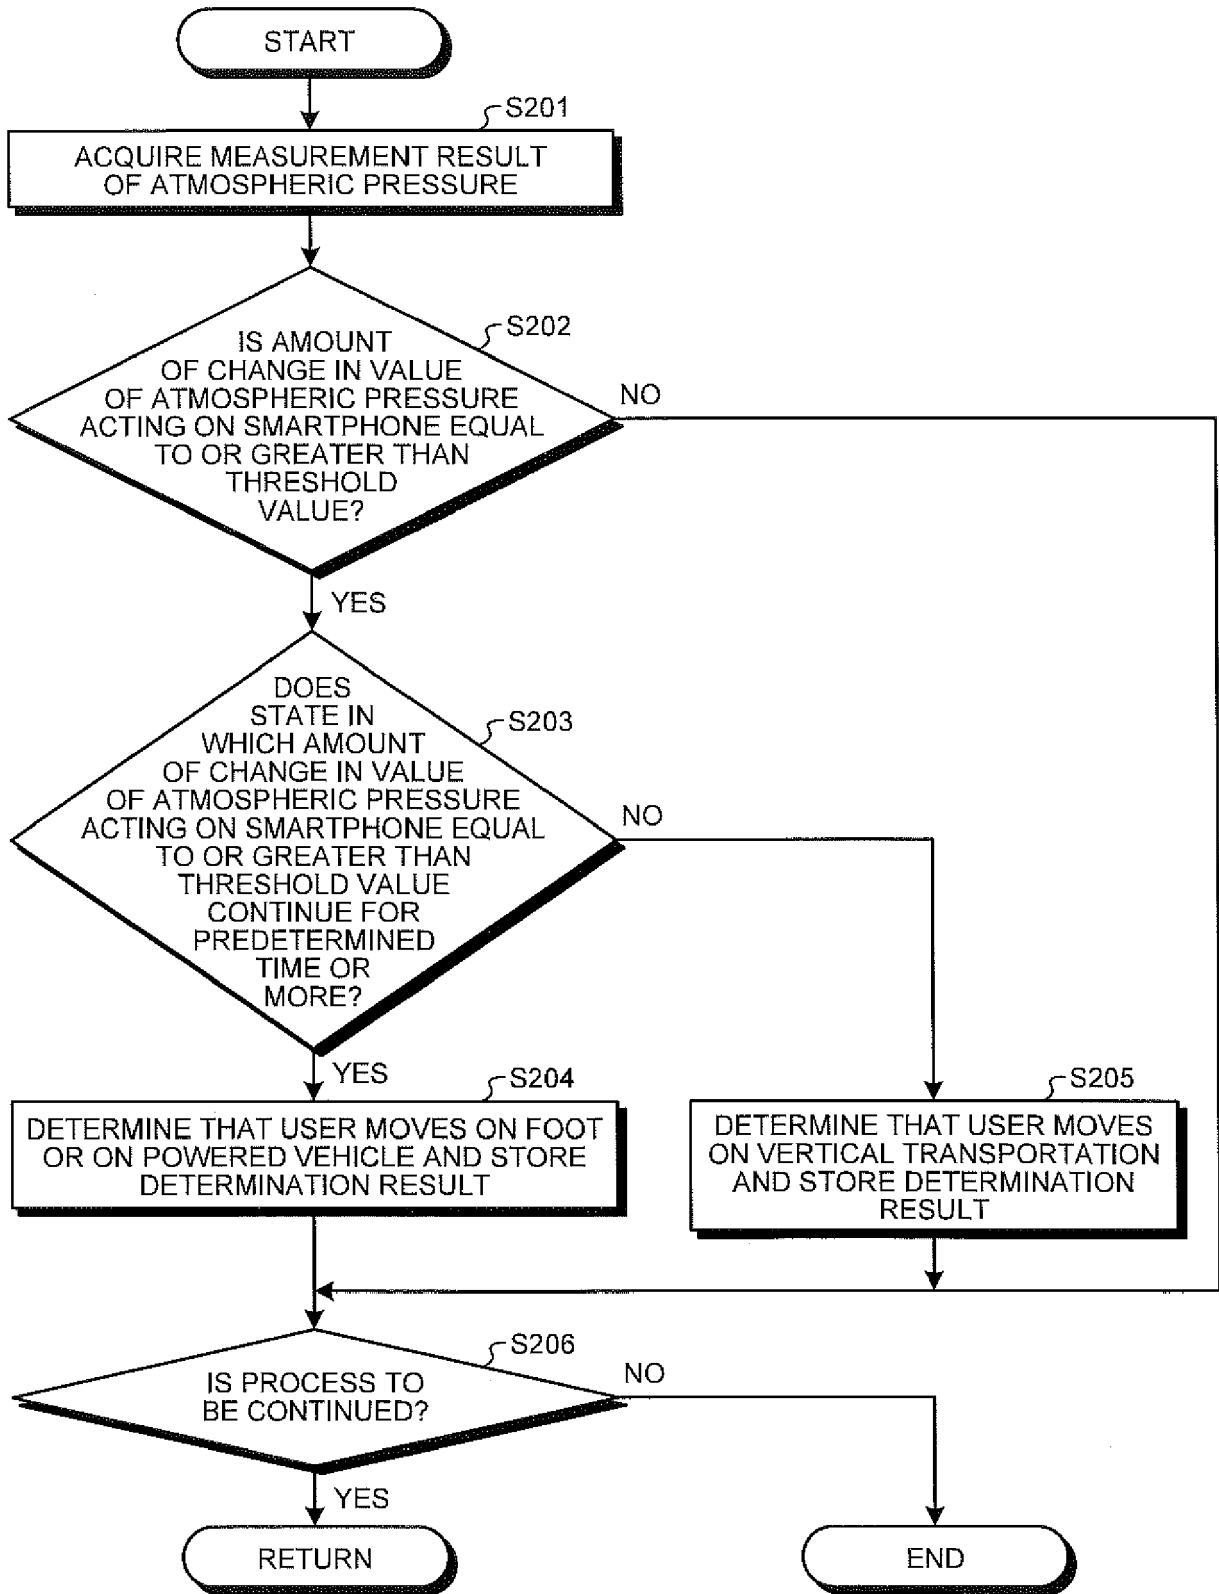 START
S201
ACQUIRE MEASUREMENT RESULT
OF ATMOSPHERIC PRESSURE
S202
IS AMOUNT
OF CHANGE IN VALUE
OF ATMOSPHERIC PRESSURE
ACTING ON SMARTPHONE EQUAL
TO OR GREATER THAN
THRESHOLD
VALUE?
NO
YES
S203
DOES
STATE IN
WHICH AMOUNT
OF CHANGE IN VALUE
OF ATMOSPHERIC PRESSURE
ACTING ON SMARTPHONE EQUAL
TO OR GREATER THAN
THRESHOLD VALUE
CONTINUE FOR
PREDETERMINED
TIME OR
MORE?
NO
YES
S204
DETERMINE THAT USER MOVES ON FOOT
OR ON POWERED VEHICLE AND STORE
DETERMINATION RESULT
S205
DETERMINE THAT USER MOVES
ON VERTICAL TRANSPORTATION
AND STORE DETERMINATION
RESULT
S206
IS PROCESS TO
BE CONTINUED?
NO
YES
RETURN
END